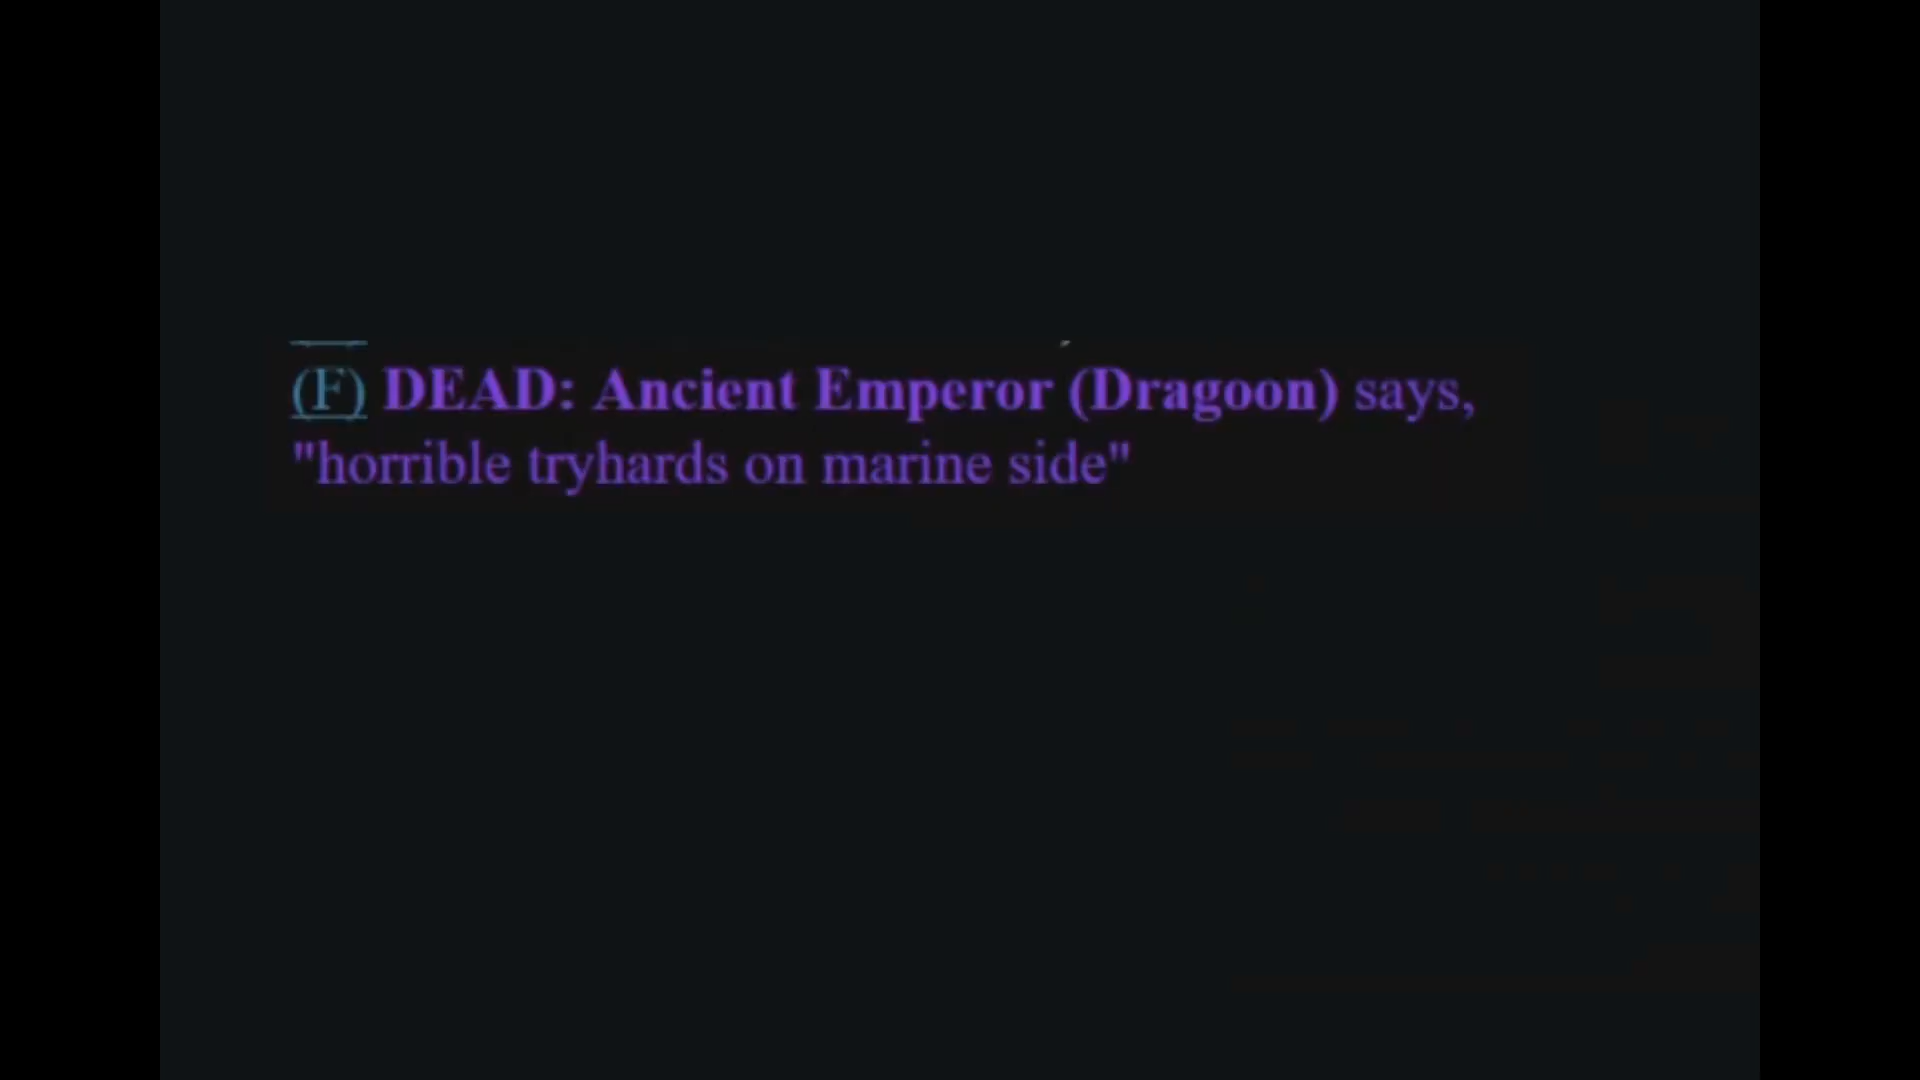 (F) DEAD: Ancient Emperor (Dragoon) says,
"horrible tryhards on marine side"